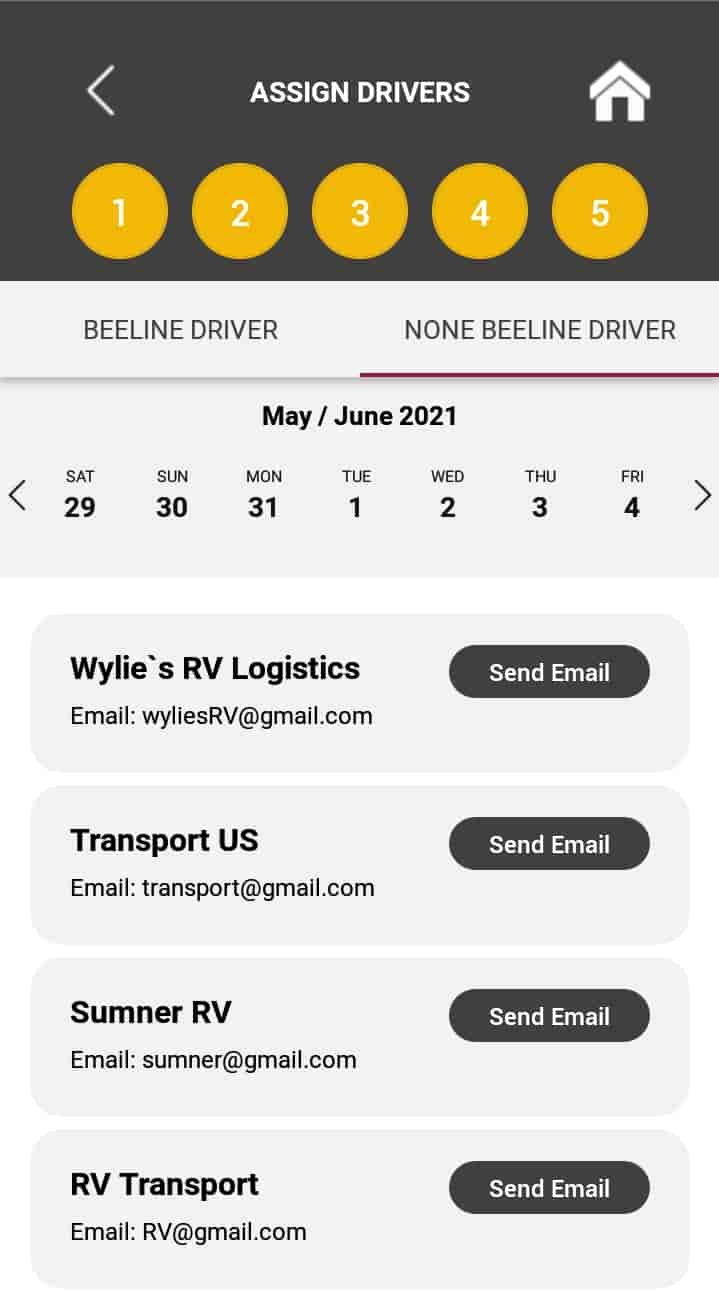 ASSIGN DRIVERS
1 2 3 4 5
BEELINE DRIVER NONE BEELINE DRIVER
May / June 2021
SAT SUN MON TUE WED THU FRI
29 30 31 1 2 3 4
Wylie`s RV Logistics Send Email
Email: wyliesRV@gmail.com
Transport US Send Email
Email: transport@gmail.com
Sumner RV Send Email
Email: sumner@gmail.com
RV Transport Send Email
Email: RV@gmail.com